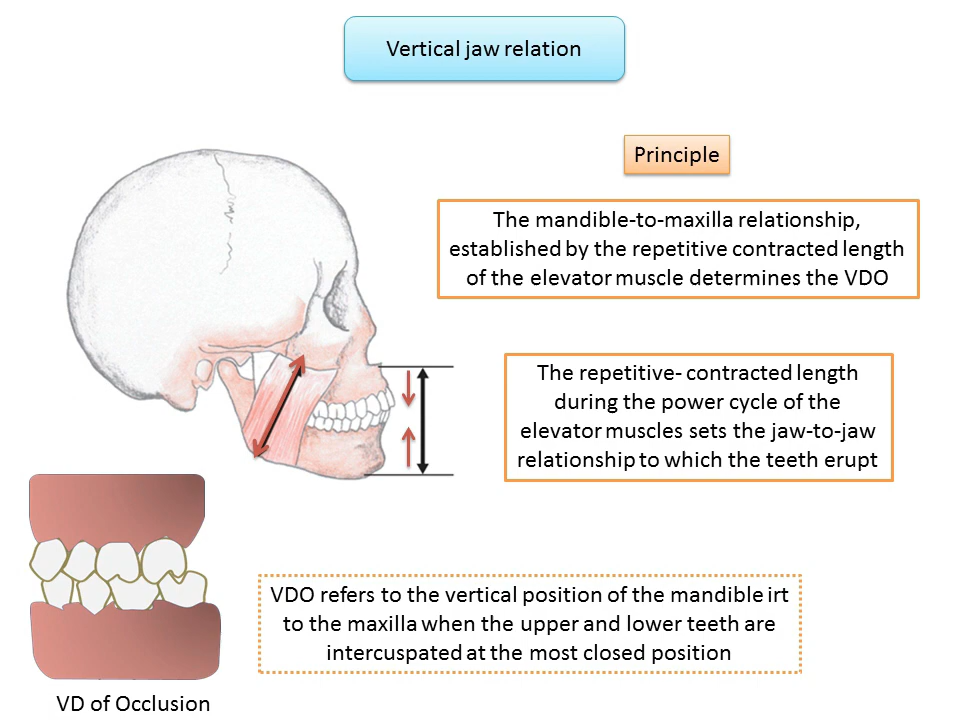 Vertical jaw relation
Principle
The mandible-to-maxilla relationship,
established by the repetitive contracted length
of the elevator muscle determines the VDO
The repetitive- contracted length
during the power cycle of the
elevator muscles sets the jaw-to-jaw
relationship to which the teeth erupt
VDO refers to the vertical position of the mandible irt
to the maxilla when the upper and lower teeth are
intercuspated at the most closed position
VD of Occlusion